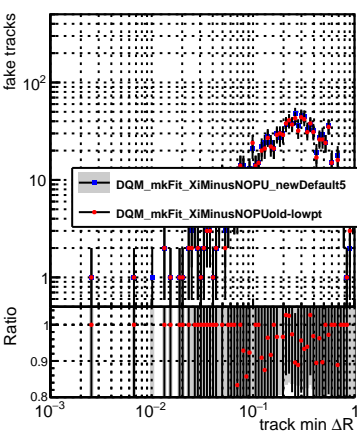 fake tracks
10²
10
1
DQM_mkFit_XiMinusNOPU_newDefault5
DQM_mkFit_XiMinusNOPUold-lowpt
Ratio
1
0.9
0.8
10⁻³ 10⁻² 10⁻¹ 1
track min ΔR